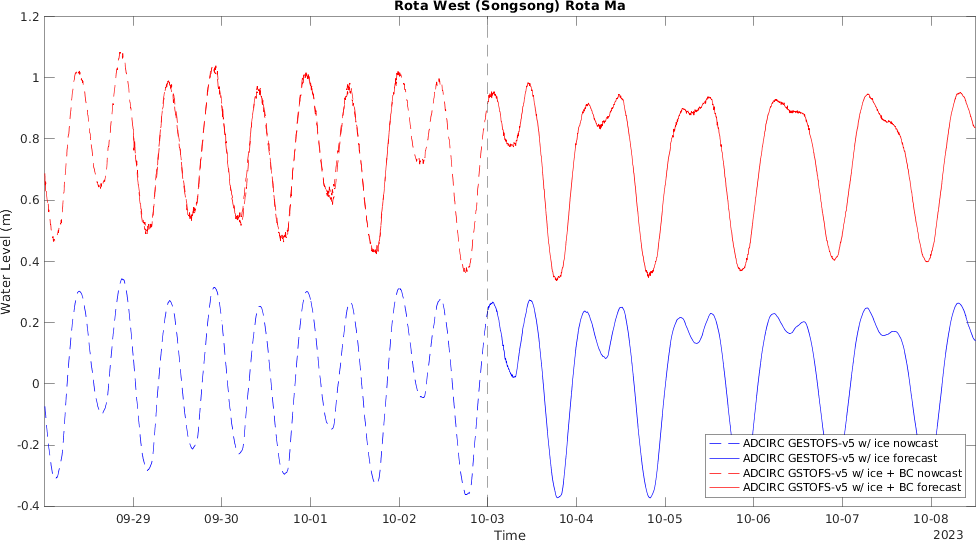 Rota West (Songsong) Rota Ma
1.2
1
0.8
0.6
0.4
0.2
0
-0.2
-0.4
Water Level (m)
ADCIRC GESTOFS-v5 w/ ice nowcast
ADCIRC GESTOFS-v5 w/ ice forecast
ADCIRC GSTOFS-v5 w/ ice + BC nowcast
ADCIRC GSTOFS-v5 w/ ice + BC forecast
09-29 09-30 10-01 10-02 10-03 10-04 10-05 10-06 10-07 10-08
Time
2023